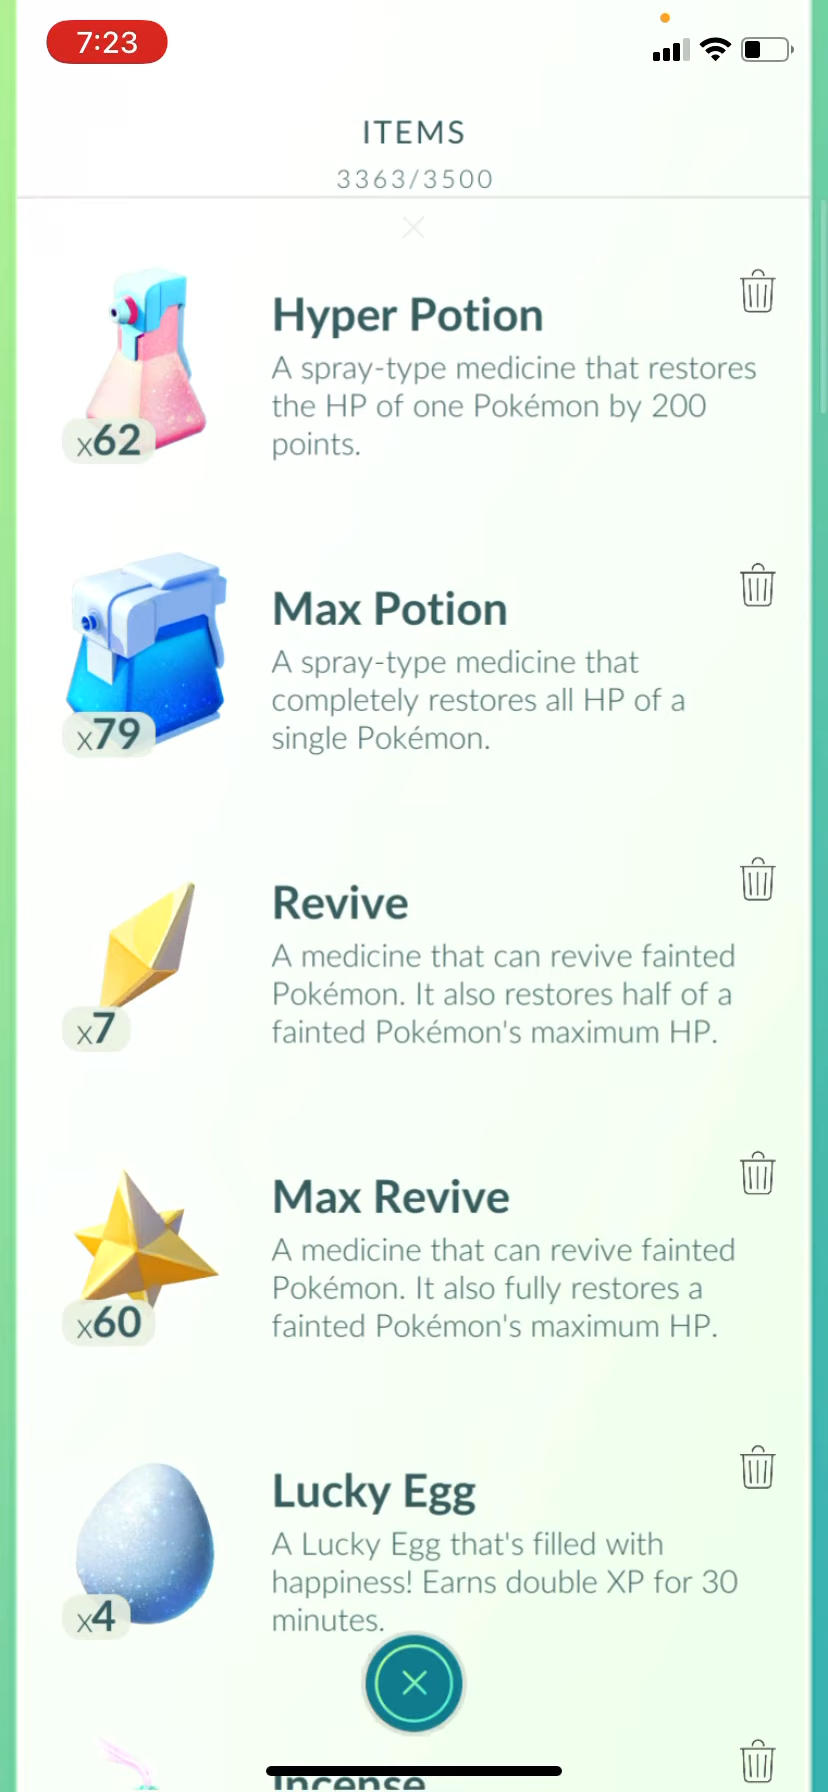 7:23
ITEMS
3363/3500
Hyper Potion
A spray-type medicine that restores
the HP of one Pokémon by 200
points.
x62
Max Potion
A spray-type medicine that
completely restores all HP of a
single Pokémon.
x79
Revive
A medicine that can revive fainted
Pokémon. It also restores half of a
fainted Pokémon's maximum HP.
x7
Max Revive
A medicine that can revive fainted
Pokémon. It also fully restores a
fainted Pokémon's maximum HP.
x60
Lucky Egg
A Lucky Egg that's filled with
happiness! Earns double XP for 30
minutes.
x4
Incense